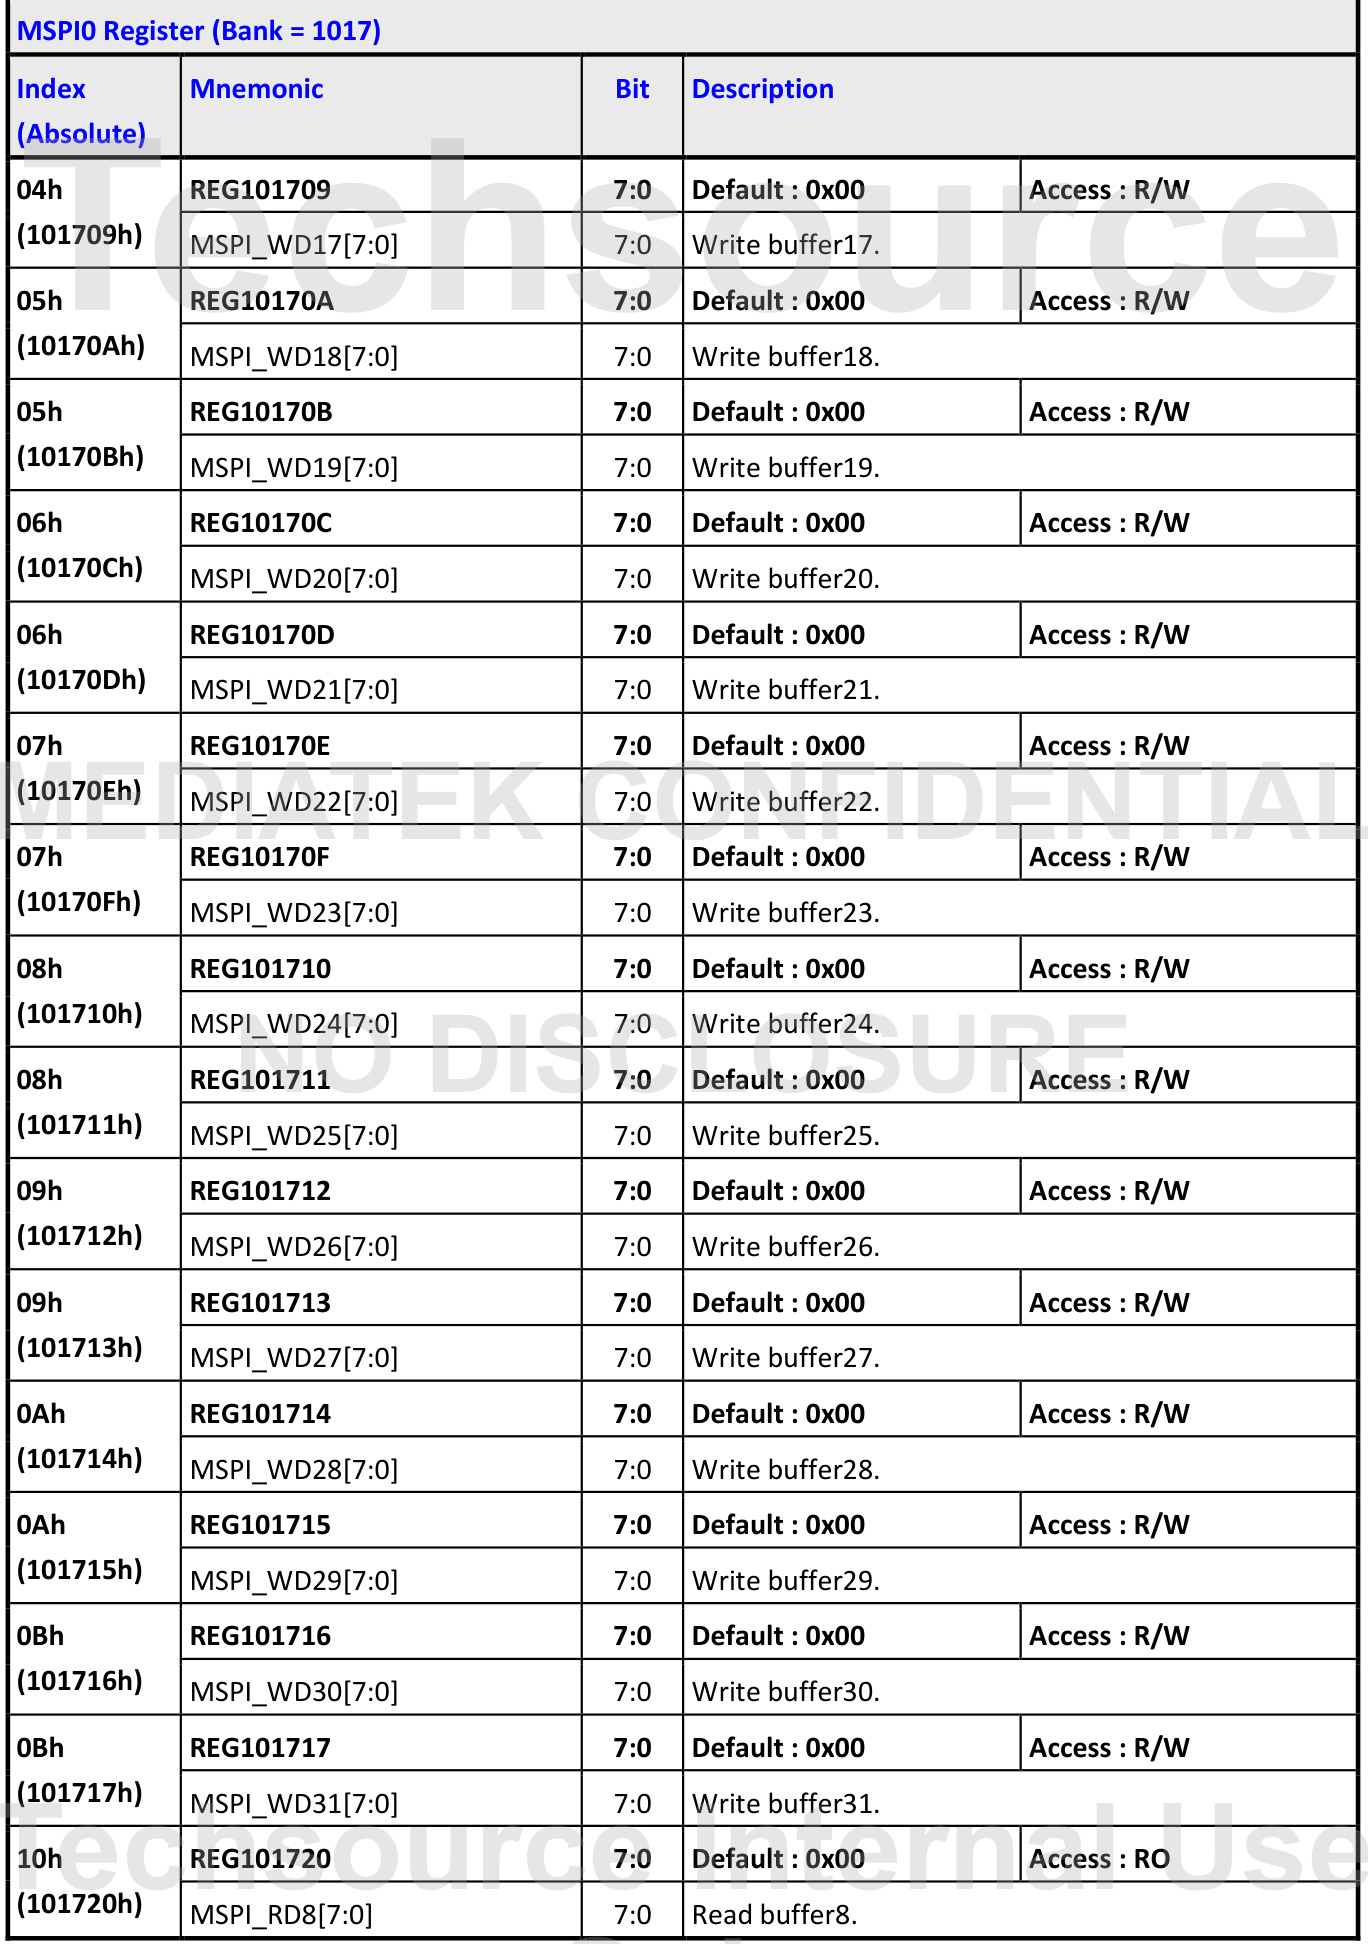 MSPI0 Register (Bank = 1017)
Index (Absolute) Mnemonic Bit Description
04h (101709h) REG101709 7:0 Default : 0x00 Access : R/W
MSPI_WD17[7:0] 7:0 Write buffer17.
05h (10170Ah) REG10170A 7:0 Default : 0x00 Access : R/W
MSPI_WD18[7:0] 7:0 Write buffer18.
05h (10170Bh) REG10170B 7:0 Default : 0x00 Access : R/W
MSPI_WD19[7:0] 7:0 Write buffer19.
06h (10170Ch) REG10170C 7:0 Default : 0x00 Access : R/W
MSPI_WD20[7:0] 7:0 Write buffer20.
06h (10170Dh) REG10170D 7:0 Default : 0x00 Access : R/W
MSPI_WD21[7:0] 7:0 Write buffer21.
07h (10170Eh) REG10170E 7:0 Default : 0x00 Access : R/W
MSPI_WD22[7:0] 7:0 Write buffer22.
07h (10170Fh) REG10170F 7:0 Default : 0x00 Access : R/W
MSPI_WD23[7:0] 7:0 Write buffer23.
08h (101710h) REG101710 7:0 Default : 0x00 Access : R/W
MSPI_WD24[7:0] 7:0 Write buffer24.
08h (101711h) REG101711 7:0 Default : 0x00 Access : R/W
MSPI_WD25[7:0] 7:0 Write buffer25.
09h (101712h) REG101712 7:0 Default : 0x00 Access : R/W
MSPI_WD26[7:0] 7:0 Write buffer26.
09h (101713h) REG101713 7:0 Default : 0x00 Access : R/W
MSPI_WD27[7:0] 7:0 Write buffer27.
0Ah (101714h) REG101714 7:0 Default : 0x00 Access : R/W
MSPI_WD28[7:0] 7:0 Write buffer28.
0Ah (101715h) REG101715 7:0 Default : 0x00 Access : R/W
MSPI_WD29[7:0] 7:0 Write buffer29.
0Bh (101716h) REG101716 7:0 Default : 0x00 Access : R/W
MSPI_WD30[7:0] 7:0 Write buffer30.
0Bh (101717h) REG101717 7:0 Default : 0x00 Access : R/W
MSPI_WD31[7:0] 7:0 Write buffer31.
10h (101720h) REG101720 7:0 Default : 0x00 Access : RO
MSPI_RD8[7:0] 7:0 Read buffer8.
Techsource
MEDIATEK CONFIDENTIAL
NO DISCLOSURE
Techsource Internal Use